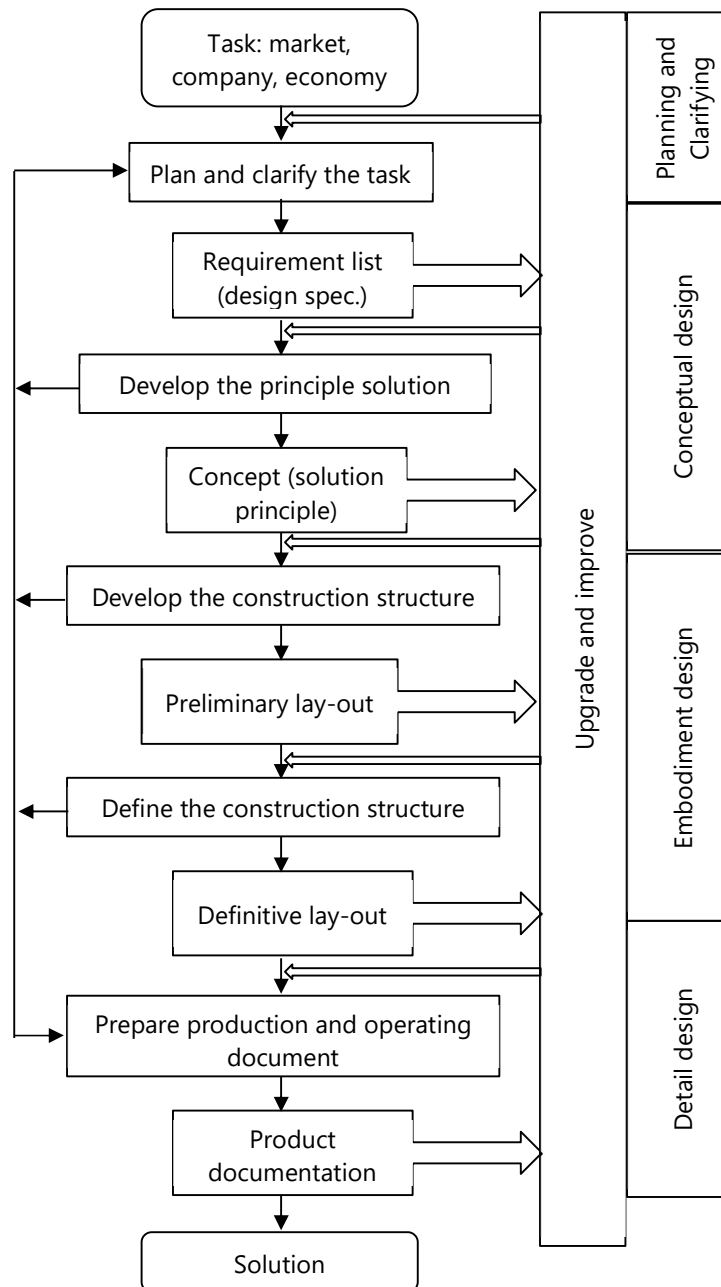 Task: market,
company, economy
Plan and clarify the task
Requirement list
(design spec.)
Develop the principle solution
Concept (solution
principle)
Develop the construction structure
Preliminary lay-out
Define the construction structure
Definitive lay-out
Prepare production and operating
document
Product
documentation
Solution
Upgrade and improve
Planning and
Clarifying
Conceptual design
Embodiment design
Detail design